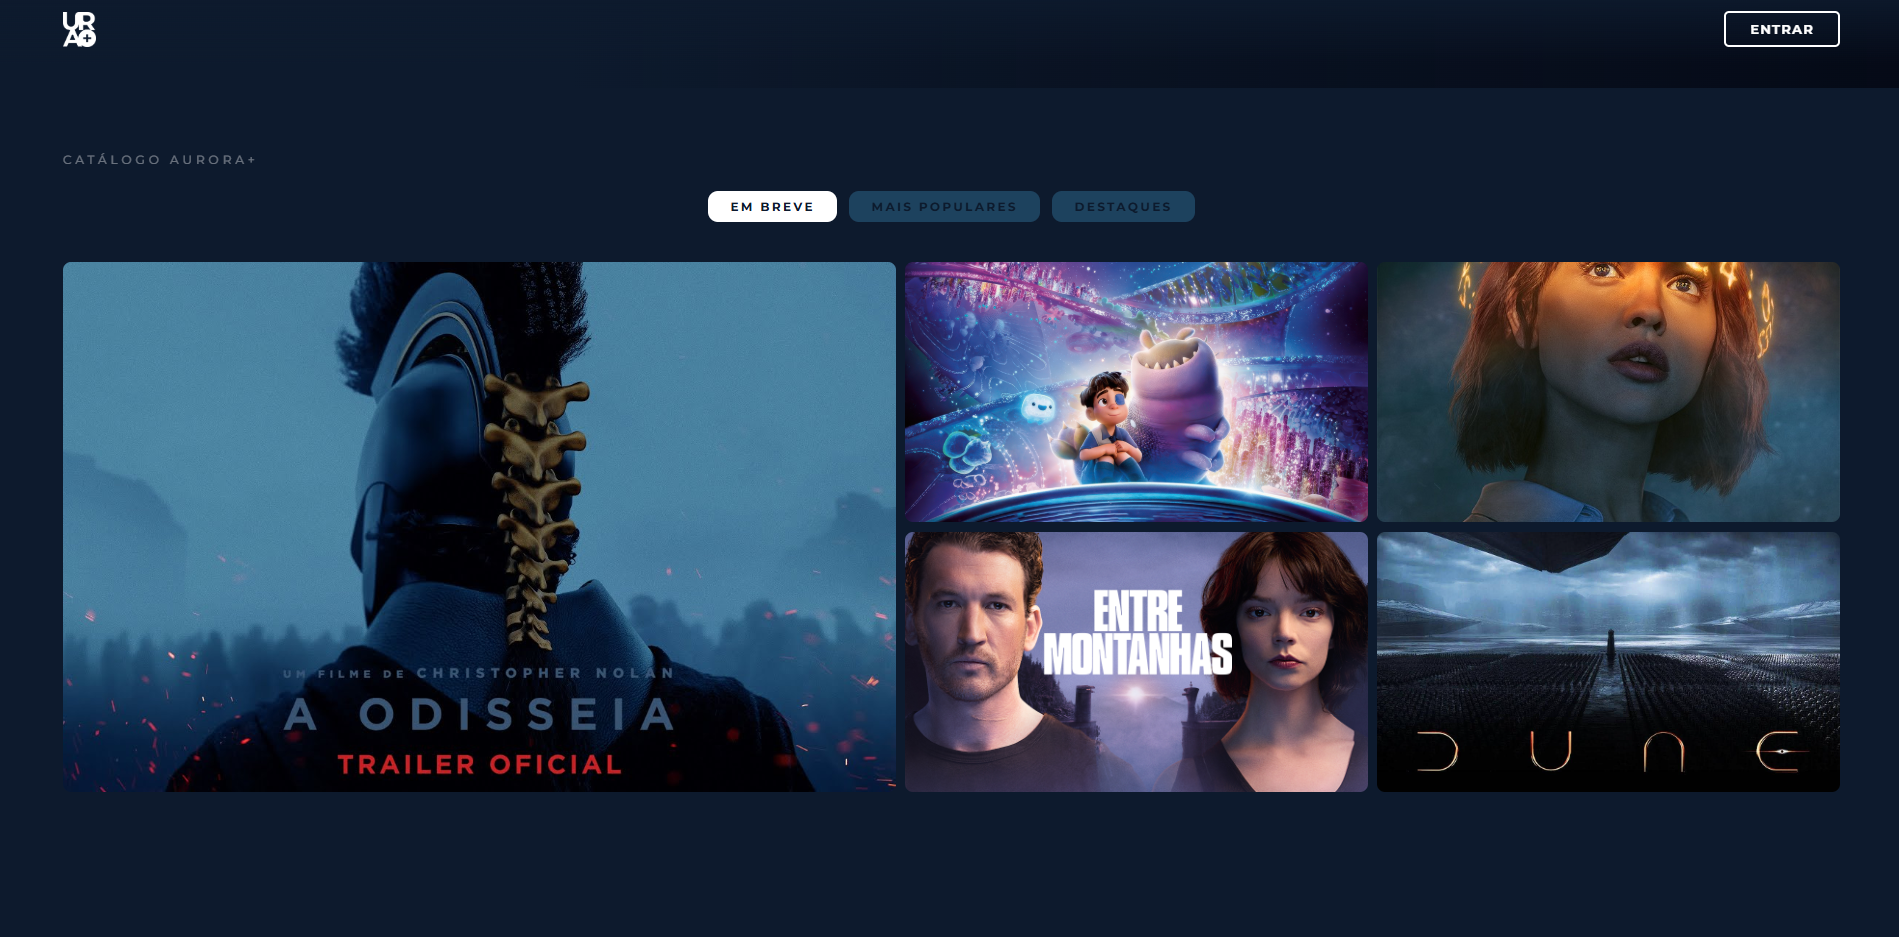 UR
A+
ENTRAR
CATÁLOGO AURORA+
EM BREVE
MAIS POPULARES
DESTAQUES
UM FILME DE CHRISTOPHER NOLAN
A ODISSEIA
TRAILER OFICIAL
ENTRE
MONTANHAS
DUNE